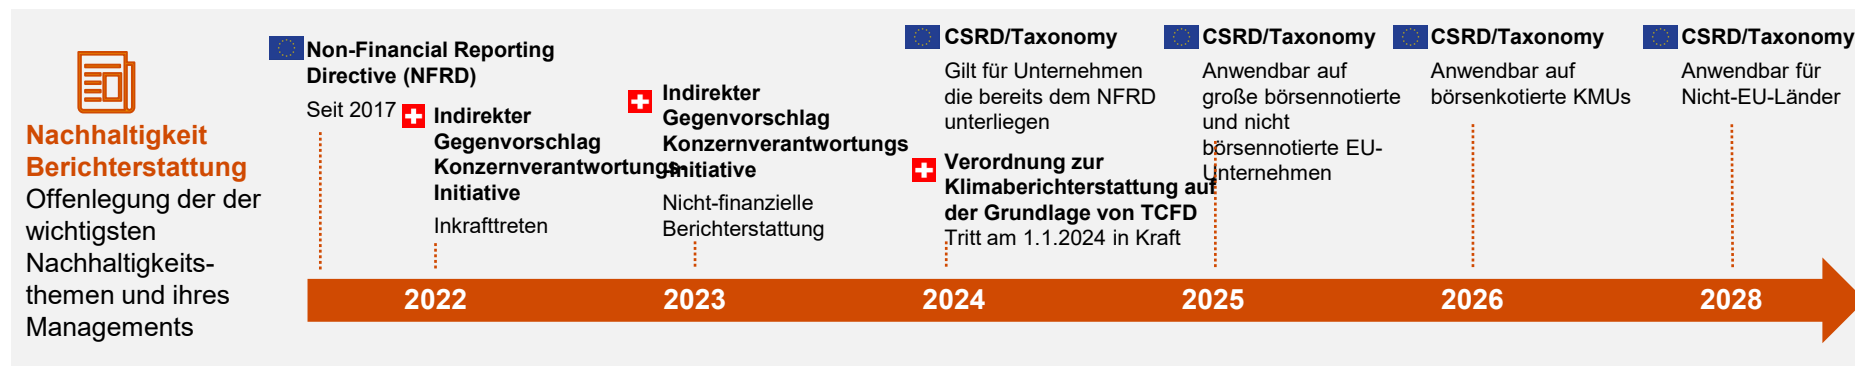 Nachhaltigkeit
Berichterstattung
Offenlegung der der
wichtigsten
Nachhaltigkeits-
themen und ihres
Managements
Non-Financial Reporting
Directive (NFRD)
Seit 2017
Indirekter
Gegenvorschlag
Konzernverantwortungs-
Initiative
Inkrafttreten
Indirekter
Gegenvorschlag
Konzernverantwortungs
-Initiative
Nicht-finanzielle
Berichterstattung
CSRD/Taxonomy
Gilt für Unternehmen
die bereits dem NFRD
unterliegen
Verordnung zur
Klimaberichterstattung auf
der Grundlage von TCFD
Tritt am 1.1.2024 in Kraft
CSRD/Taxonomy
Anwendbar auf
große börsennotierte
und nicht
börsennotierte EU-
Unternehmen
CSRD/Taxonomy
Anwendbar auf
börsenkotierte KMUs
CSRD/Taxonomy
Anwendbar für
Nicht-EU-Länder
2022
2023
2024
2025
2026
2028